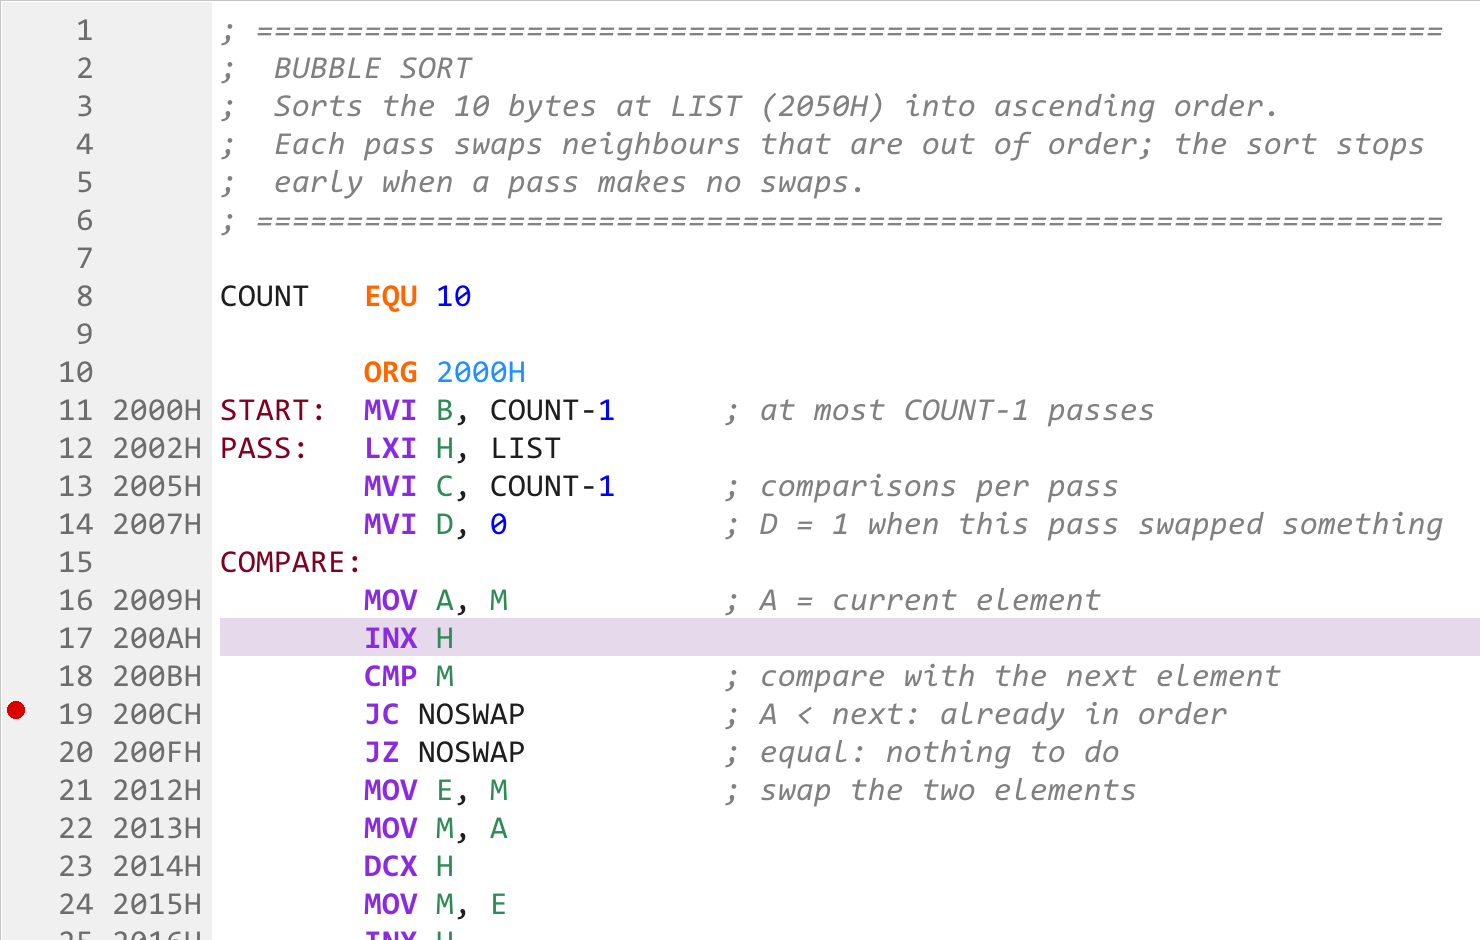 1 ; ==================================================================
2 ;  BUBBLE SORT
3 ;  Sorts the 10 bytes at LIST (2050H) into ascending order.
4 ;  Each pass swaps neighbours that are out of order; the sort stops
5 ;  early when a pass makes no swaps.
6 ; ==================================================================
7
8 COUNT   EQU 10
9
10         ORG 2000H
11 2000H START:  MVI B, COUNT-1      ; at most COUNT-1 passes
12 2002H PASS:   LXI H, LIST
13 2005H         MVI C, COUNT-1      ; comparisons per pass
14 2007H         MVI D, 0            ; D = 1 when this pass swapped something
15 COMPARE:
16 2009H         MOV A, M            ; A = current element
17 200AH         INX H
18 200BH         CMP M               ; compare with the next element
19 200CH         JC NOSWAP           ; A < next: already in order
20 200FH         JZ NOSWAP           ; equal: nothing to do
21 2012H         MOV E, M            ; swap the two elements
22 2013H         MOV M, A
23 2014H         DCX H
24 2015H         MOV M, E
25 2016H         INX H